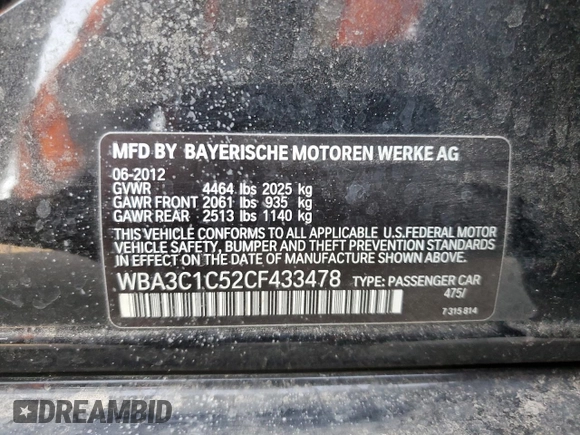 MFD BY BAYERISCHE MOTOREN WERKE AG
06-2012
GVWR 4464 lbs 2025 kg
GAWR FRONT 2061 lbs 935 kg
GAWR REAR 2513 lbs 1140 kg
THIS VEHICLE CONFORMS TO ALL APPLICABLE U.S.FEDERAL MOTOR
VEHICLE SAFETY, BUMPER AND THEFT PREVENTION STANDARDS
IN EFFECT ON THE DATE OF MANUFACTURE SHOWN ABOVE.
WBA3C1C52CF433478 TYPE: PASSENGER CAR
475/
7 315 814
DREAMBID